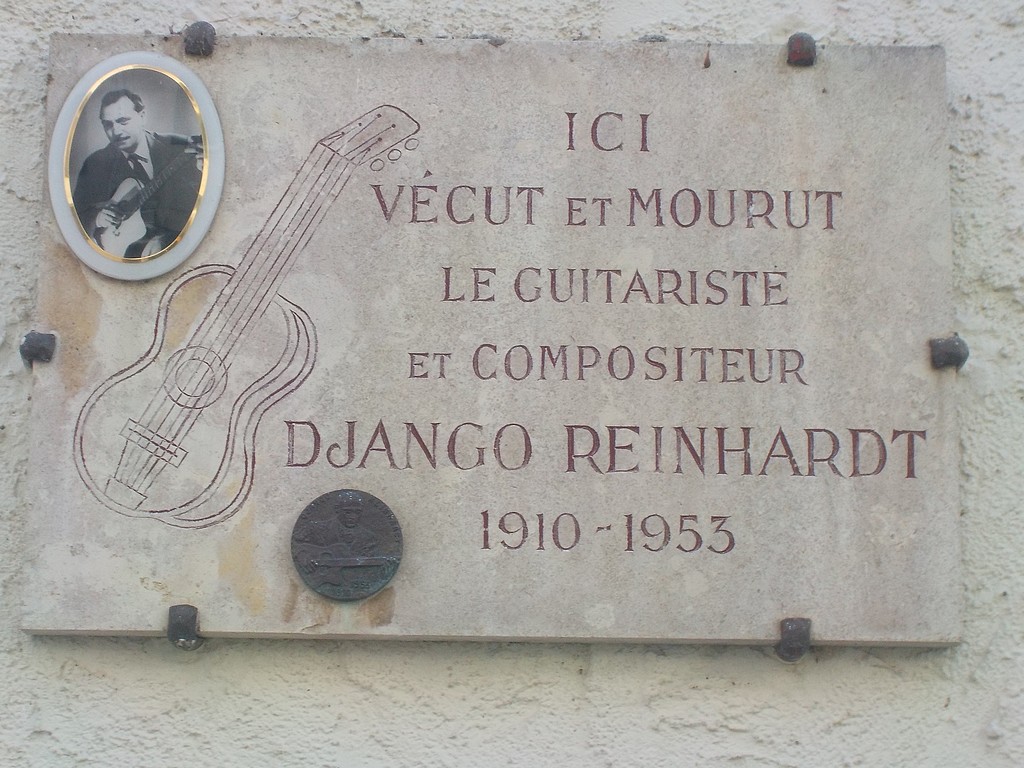 ICI
VÉCUT ET MOURUT
LE GUITARISTE
ET COMPOSITEUR
DJANGO REINHARDT
1910 - 1953